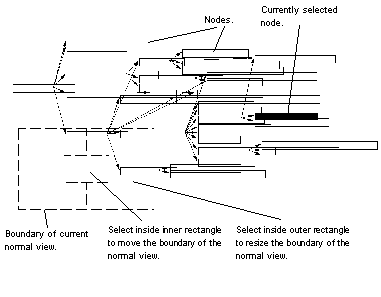 Nodes.
Currently selected
node.
Boundary of current
normal view.
Select inside inner rectangle
to move the boundary of the
normal view.
Select inside outer rectangle
to resize the boundary of the
normal view.